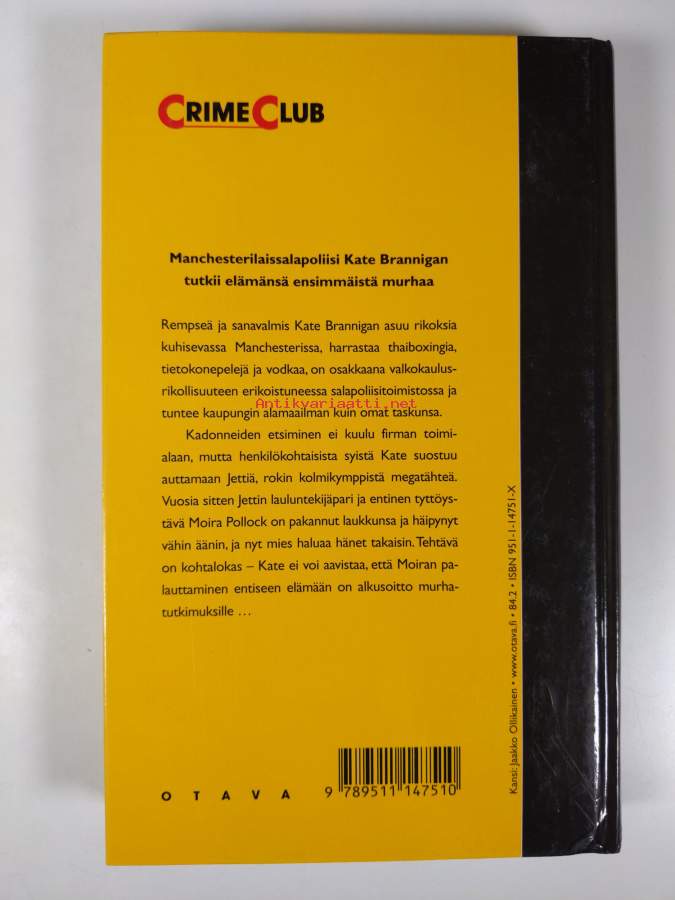 CRIME CLUB
Manchesterilaissalapoliisi Kate Brannigan
tutkii elämänsä ensimmäistä murhaa
Rempseä ja sanavalmis Kate Brannigan asuu rikoksia
kuhisevassa Manchesterissa, harrastaa thaiboxingia,
tietokonepelejä ja vodkaa, on osakkaana valkokaulus-
rikollisuuteen erikoistuneessa salapoliisitoimistossa ja
tuntee kaupungin alamaailman kuin omat taskunsa.
Antikvariaatti.net
Kadonneiden etsiminen ei kuulu firman toimi-
alaan, mutta henkilökohtaisista syistä Kate suostuu
auttamaan Jettiä, rokin kolmikymppistä megatähteä.
Vuosia sitten Jettin lauluntekijäpari ja entinen tyttöys-
tävä Moira Pollock on pakannut laukkunsa ja häipynyt
vähin äänin, ja nyt mies haluaa hänet takaisin. Tehtävä
on kohtalokas – Kate ei voi aavistaa, että Moiran pa-
lauttaminen entiseen elämään on alkusoitto murha-
tutkimuksille ...
OTAVA
9 789511 147510
Kansi: Jaakko Ollikainen • www.otava.fi • 84.2 • ISBN 951-1-14751-X